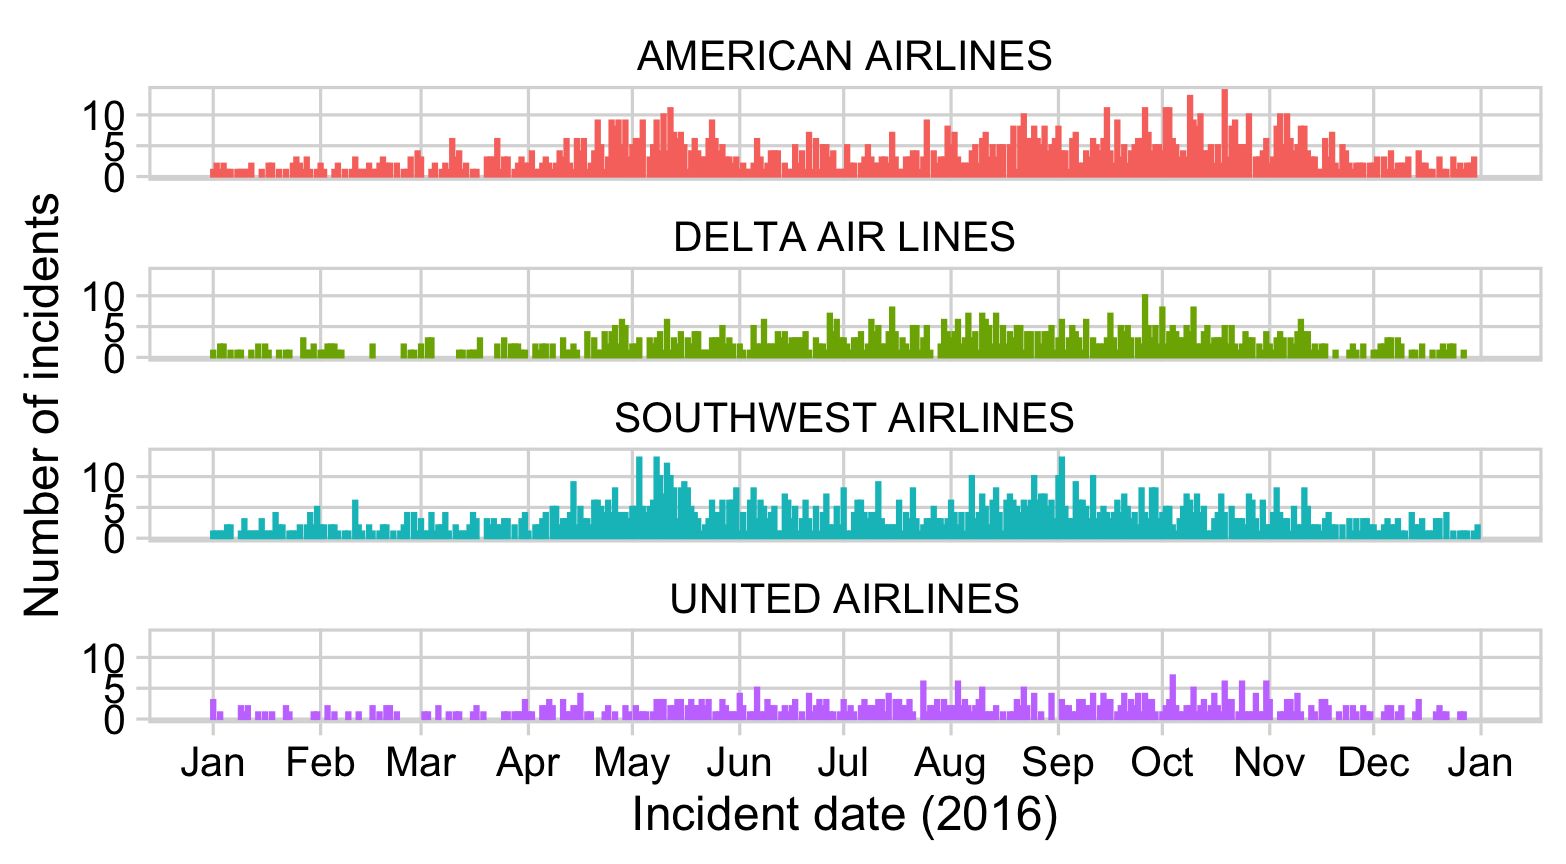 AMERICAN AIRLINES
10
5
0
DELTA AIR LINES
10
5
0
SOUTHWEST AIRLINES
10
5
0
UNITED AIRLINES
10
5
0
Number of incidents
Jan Feb Mar Apr May Jun Jul Aug Sep Oct Nov Dec Jan
Incident date (2016)